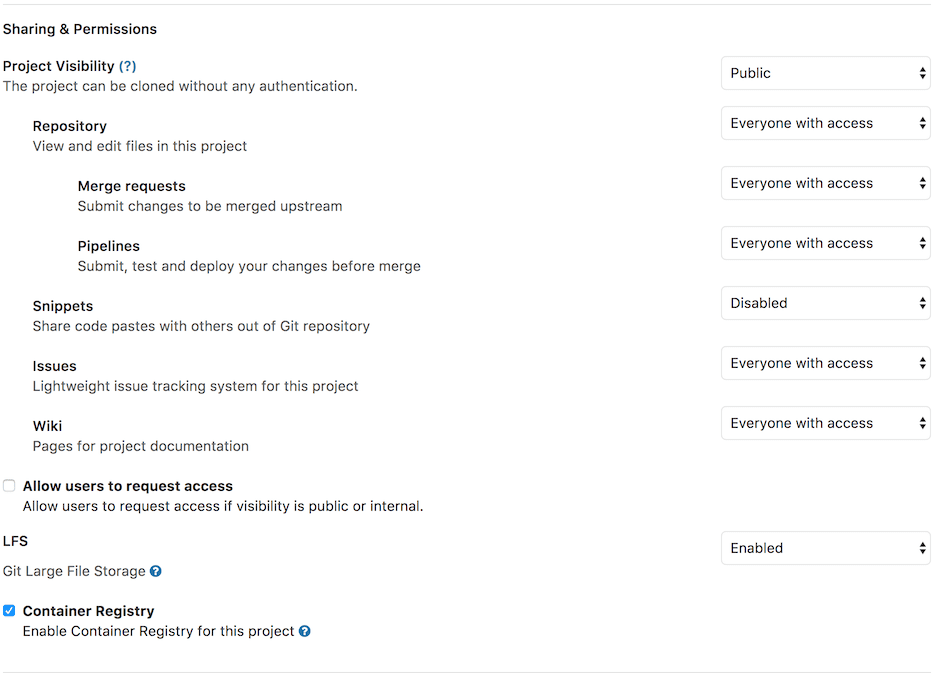 Sharing & Permissions
Project Visibility (?)
Public
The project can be cloned without any authentication.
Repository
Everyone with access
View and edit files in this project
Merge requests
Everyone with access
Submit changes to be merged upstream
Pipelines
Everyone with access
Submit, test and deploy your changes before merge
Snippets
Disabled
Share code pastes with others out of Git repository
Issues
Everyone with access
Lightweight issue tracking system for this project
Wiki
Everyone with access
Pages for project documentation
Allow users to request access
Allow users to request access if visibility is public or internal.
LFS
Enabled
Git Large File Storage ?
Container Registry
Enable Container Registry for this project ?